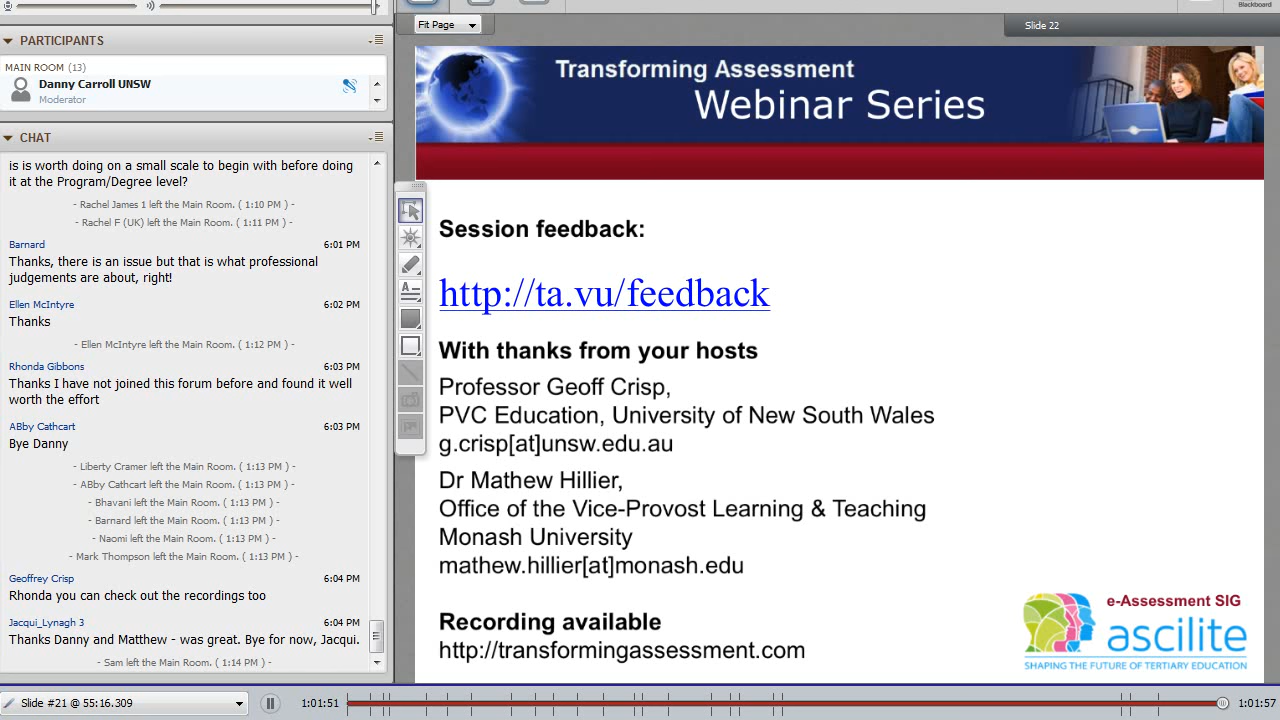 PARTICIPANTS
MAIN ROOM (13)
Danny Carroll UNSW
Moderator
CHAT
is is worth doing on a small scale to begin with before doing
it at the Program/Degree level?
- Rachel James 1 left the Main Room. ( 1:10 PM ) -
- Rachel F (UK) left the Main Room. ( 1:11 PM ) -
Barnard 6:01 PM
Thanks, there is an issue but that is what professional
judgements are about, right!
Ellen McIntyre 6:02 PM
Thanks
- Ellen McIntyre left the Main Room. ( 1:12 PM ) -
Rhonda Gibbons 6:03 PM
Thanks I have not joined this forum before and found it well
worth the effort
ABby Cathcart 6:03 PM
Bye Danny
- Liberty Cramer left the Main Room. ( 1:13 PM ) -
- ABby Cathcart left the Main Room. ( 1:13 PM ) -
- Bhavani left the Main Room. ( 1:13 PM ) -
- Barnard left the Main Room. ( 1:13 PM ) -
- Naomi left the Main Room. ( 1:13 PM ) -
- Mark Thompson left the Main Room. ( 1:13 PM ) -
Geoffrey Crisp 6:04 PM
Rhonda you can check out the recordings too
Jacqui_Lynagh 3 6:04 PM
Thanks Danny and Matthew - was great. Bye for now, Jacqui.
- Sam left the Main Room. ( 1:14 PM ) -
Blackboard
Fit Page
Slide 22
Transforming Assessment
Webinar Series
Session feedback:
http://ta.vu/feedback
With thanks from your hosts
Professor Geoff Crisp,
PVC Education, University of New South Wales
g.crisp[at]unsw.edu.au
Dr Mathew Hillier,
Office of the Vice-Provost Learning & Teaching
Monash University
mathew.hillier[at]monash.edu
Recording available
http://transformingassessment.com
e-Assessment SIG
ascilite
SHAPING THE FUTURE OF TERTIARY EDUCATION
Slide #21 @ 55:16.309
1:01:51
1:01:57